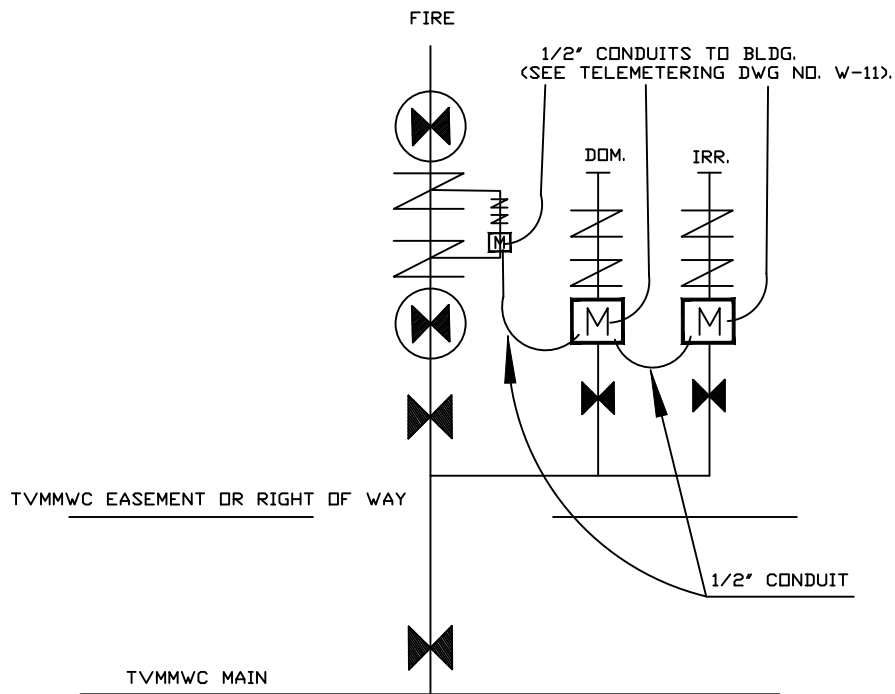 FIRE
1/2" CONDUITS TO BLDG.
(SEE TELEMETERING DWG NO. W-11).
DOM.
IRR.
M
M
M
TVMMWC EASEMENT OR RIGHT OF WAY
1/2" CONDUIT
TVMMWC MAIN